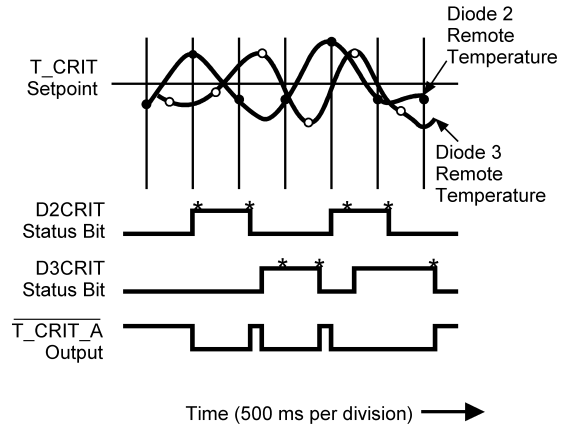 Diode 2
Remote
Temperature
T_CRIT
Setpoint
Diode 3
Remote
Temperature
D2CRIT
Status Bit
D3CRIT
Status Bit
T_CRIT_A
Output
Time (500 ms per division)